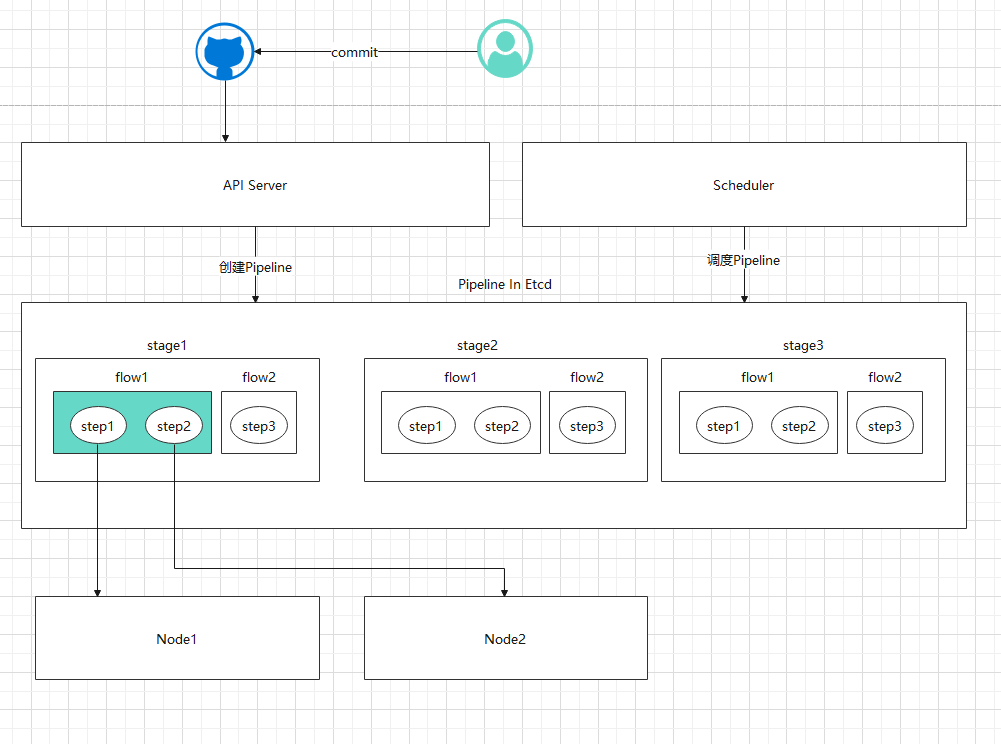 commit
API Server
Scheduler
创建Pipeline
调度Pipeline
Pipeline In Etcd
stage1
stage2
stage3
flow1
flow2
flow1
flow2
flow1
flow2
step1
step2
step3
step1
step2
step3
step1
step2
step3
Node1
Node2